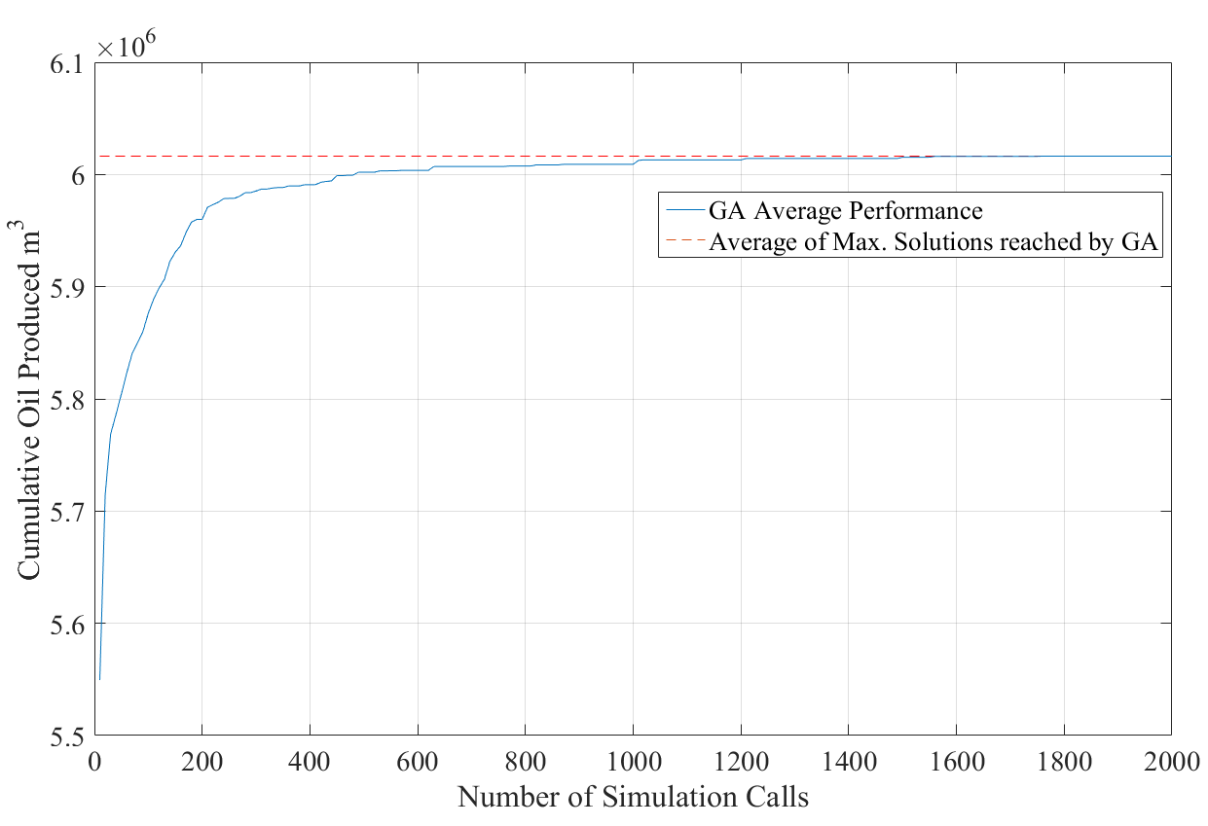 ×10^6
6.1
6
5.9
5.8
5.7
5.6
5.5
Cumulative Oil Produced m^3
GA Average Performance
Average of Max. Solutions reached by GA
0 200 400 600 800 1000 1200 1400 1600 1800 2000
Number of Simulation Calls